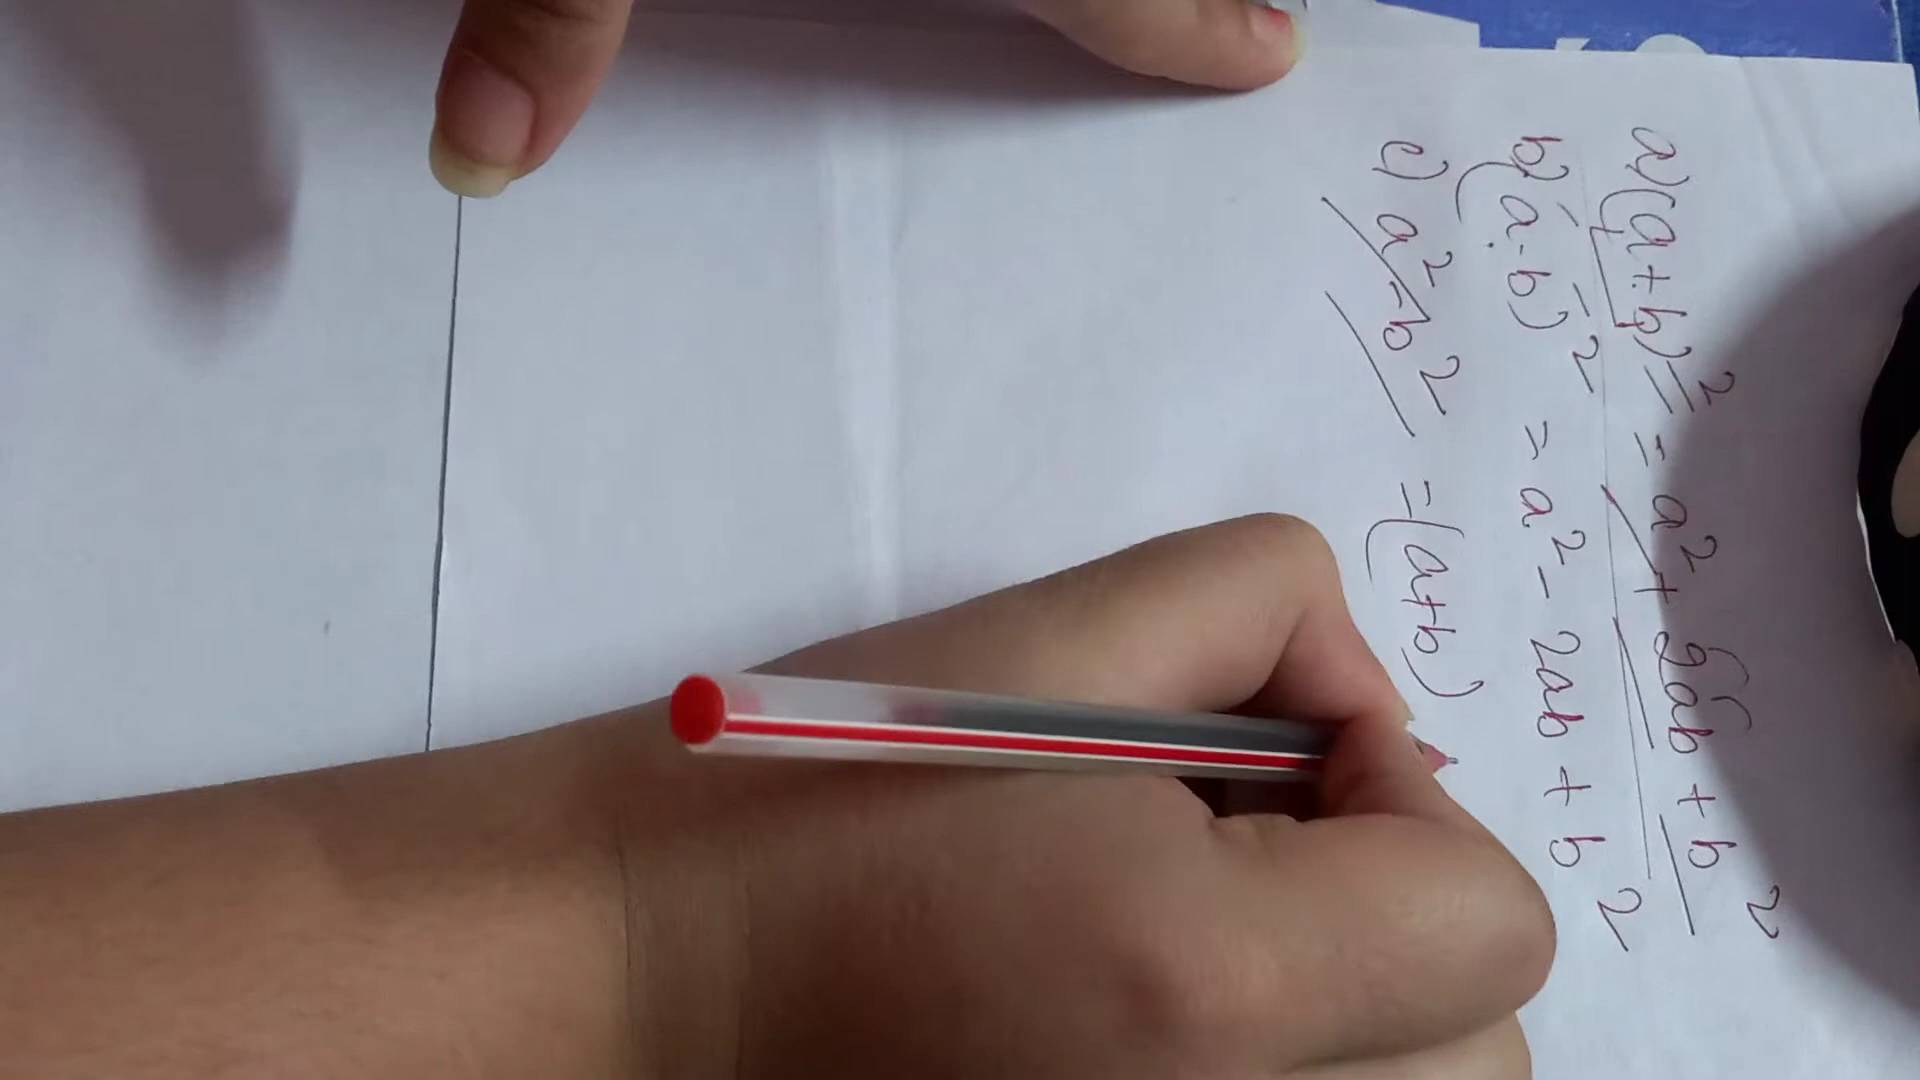 a) (a+b)² = a² + 2ab + b²
b) (a-b)² = a² - 2ab + b²
c) a² - b² = (a+b)